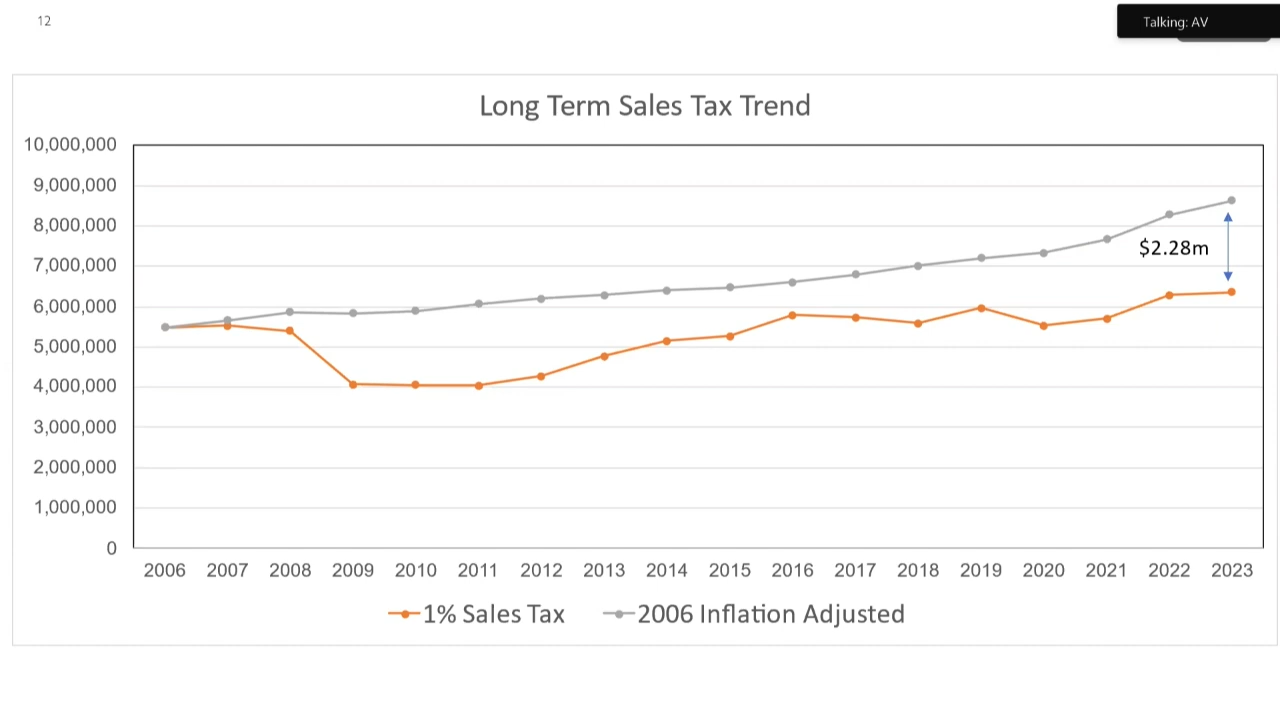 12
Talking: AV
Long Term Sales Tax Trend
10,000,000
9,000,000
8,000,000
7,000,000
6,000,000
5,000,000
4,000,000
3,000,000
2,000,000
1,000,000
0
$2.28m
2006 2007 2008 2009 2010 2011 2012 2013 2014 2015 2016 2017 2018 2019 2020 2021 2022 2023
1% Sales Tax 2006 Inflation Adjusted